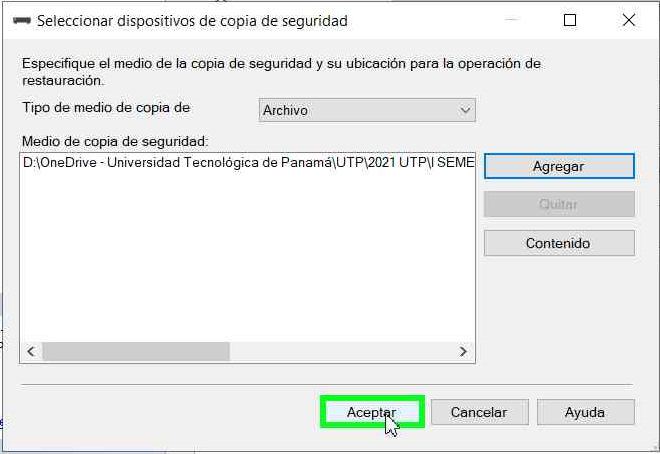 Seleccionar dispositivos de copia de seguridad
Especifique el medio de la copia de seguridad y su ubicación para la operación de
restauración.
Tipo de medio de copia de
Archivo
Medio de copia de seguridad:
D:\OneDrive - Universidad Tecnológica de Panamá\UTP\2021 UTP\I SEME
Agregar
Quitar
Contenido
Aceptar
Cancelar
Ayuda